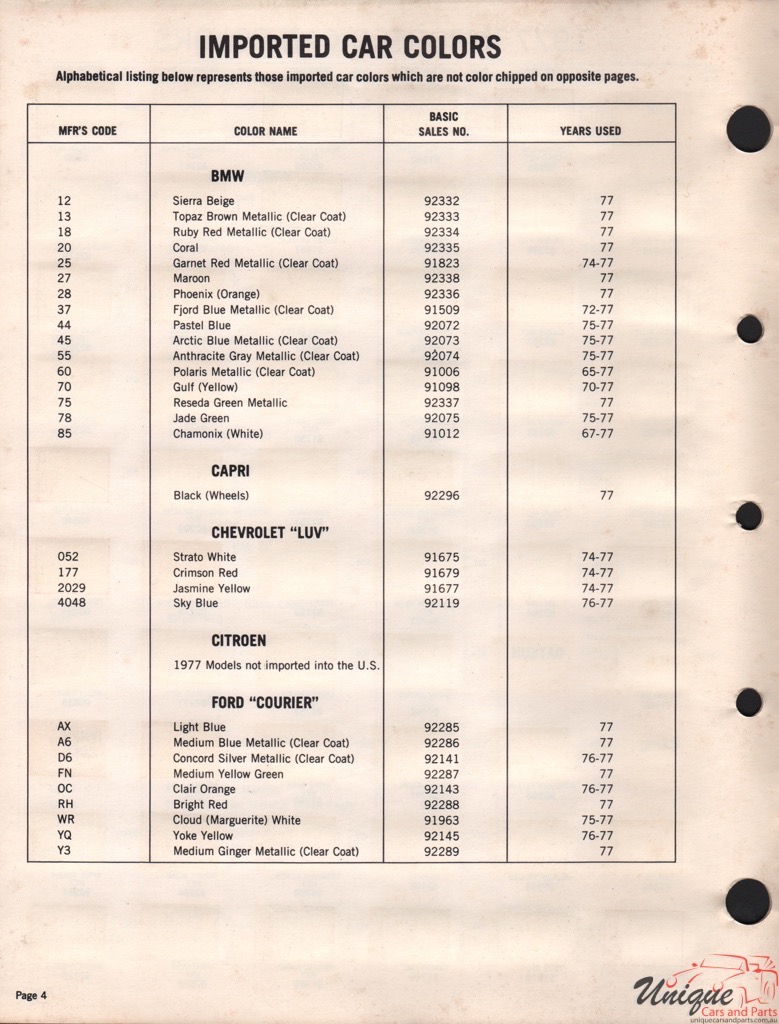 IMPORTED CAR COLORS
Alphabetical listing below represents those imported car colors which are not color chipped on opposite pages.
MFR'S CODE COLOR NAME BASIC SALES NO. YEARS USED
BMW
12 Sierra Beige 92332 77
13 Topaz Brown Metallic (Clear Coat) 92333 77
18 Ruby Red Metallic (Clear Coat) 92334 77
20 Coral 92335 77
25 Garnet Red Metallic (Clear Coat) 91823 74-77
27 Maroon 92338 77
28 Phoenix (Orange) 92336 77
37 Fjord Blue Metallic (Clear Coat) 91509 72-77
44 Pastel Blue 92072 75-77
45 Arctic Blue Metallic (Clear Coat) 92073 75-77
55 Anthracite Gray Metallic (Clear Coat) 92074 75-77
60 Polaris Metallic (Clear Coat) 91006 65-77
70 Gulf (Yellow) 91098 70-77
75 Reseda Green Metallic 92337 77
78 Jade Green 92075 75-77
85 Chamonix (White) 91012 67-77
CAPRI
Black (Wheels) 92296 77
CHEVROLET "LUV"
052 Strato White 91675 74-77
177 Crimson Red 91679 74-77
2029 Jasmine Yellow 91677 74-77
4048 Sky Blue 92119 76-77
CITROEN
1977 Models not imported into the U.S.
FORD "COURIER"
AX Light Blue 92285 77
A6 Medium Blue Metallic (Clear Coat) 92286 77
D6 Concord Silver Metallic (Clear Coat) 92141 76-77
FN Medium Yellow Green 92287 77
OC Clair Orange 92143 76-77
RH Bright Red 92288 77
WR Cloud (Marguerite) White 91963 75-77
YQ Yoke Yellow 92145 76-77
Y3 Medium Ginger Metallic (Clear Coat) 92289 77
Page 4
Unique
Cars and Parts
uniquecarsandparts.com.au